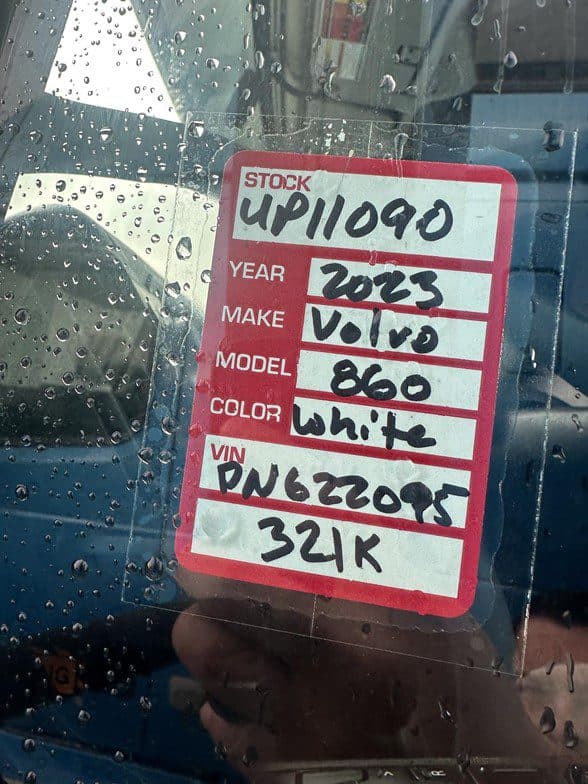 STOCK
UP11090
YEAR 2023
MAKE Volvo
MODEL 860
COLOR white
VIN
PN622095
321K